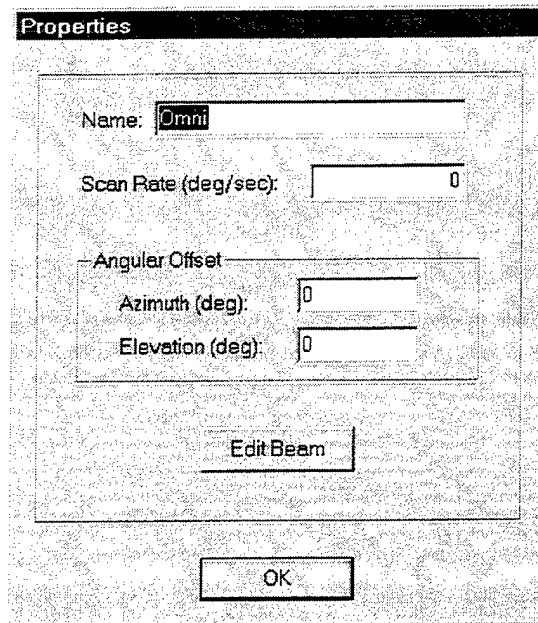 Properties
Name: Omni
Scan Rate (deg/sec): 0
Angular Offset
Azimuth (deg): 0
Elevation (deg): 0
Edit Beam
OK